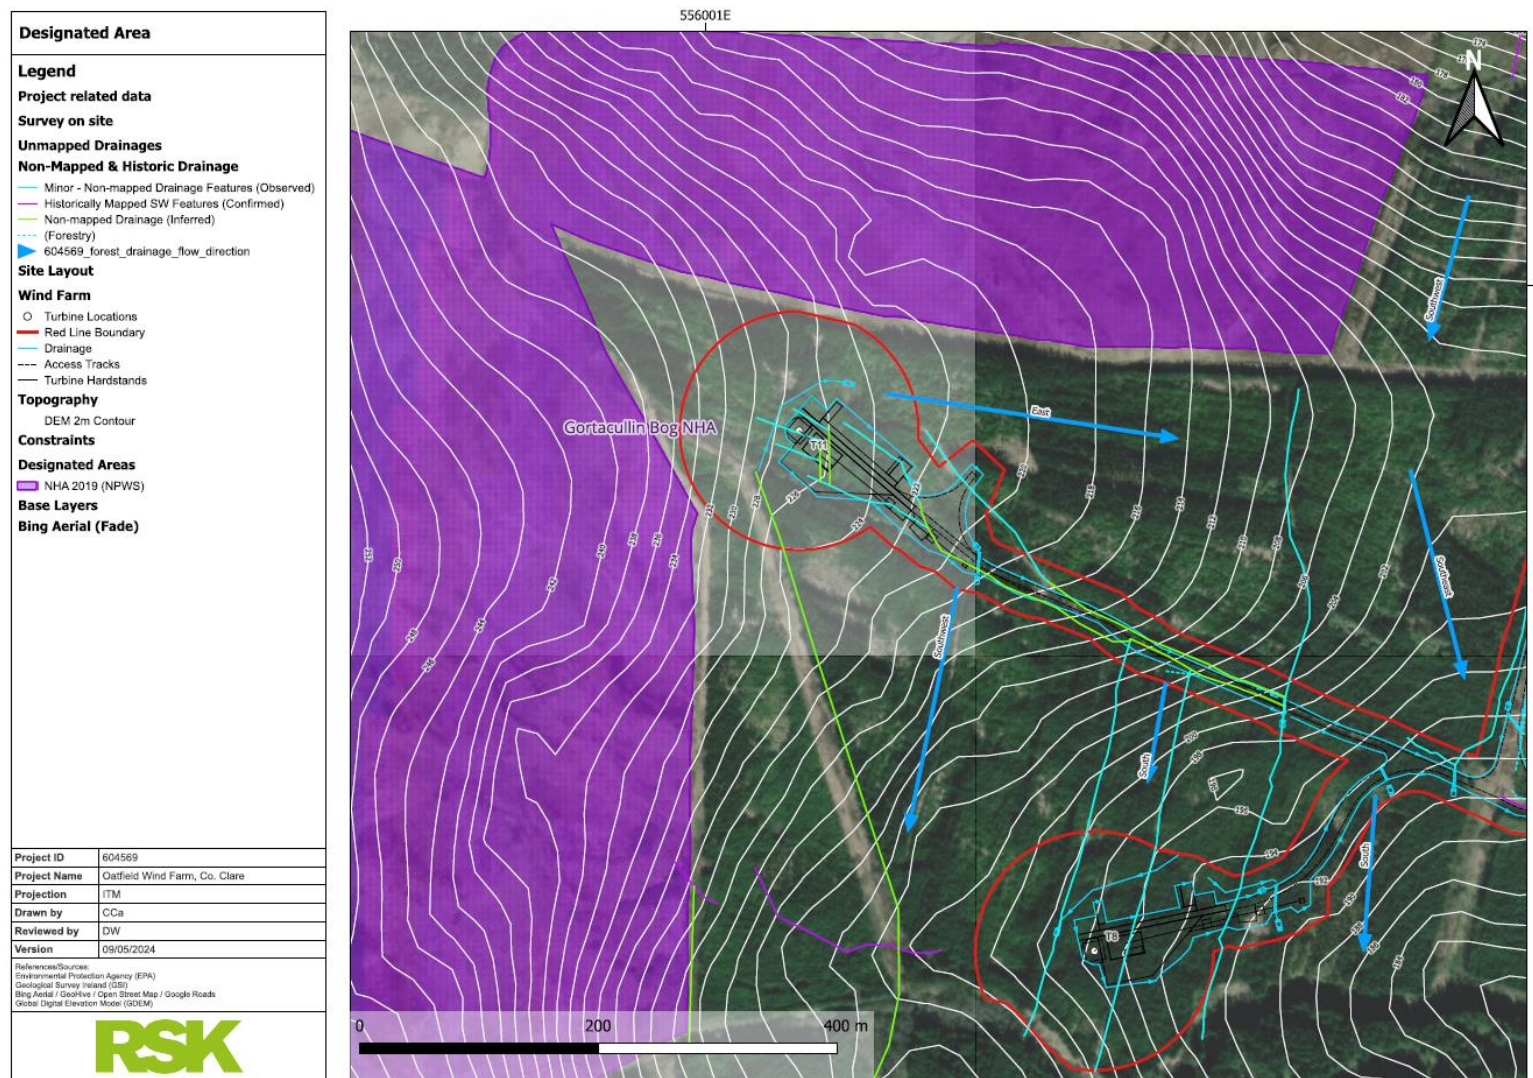 Designated Area
Legend
Project related data
Survey on site
Unmapped Drainages
Non-Mapped & Historic Drainage
Minor - Non-mapped Drainage Features (Observed)
Historically Mapped SW Features (Confirmed)
Non-mapped Drainage (Inferred)
(Forestry)
604569_forest_drainage_flow_direction
Site Layout
Wind Farm
Turbine Locations
Red Line Boundary
Drainage
Access Tracks
Turbine Hardstands
Topography
DEM 2m Contour
Constraints
Designated Areas
NHA 2019 (NPWS)
Base Layers
Bing Aerial (Fade)
Project ID 604569
Project Name Oatfield Wind Farm, Co. Clare
Projection ITM
Drawn by CCa
Reviewed by DW
Version 09/05/2024
References/Sources:
Environmental Protection Agency (EPA)
Geological Survey Ireland (GSI)
Bing Aerial / GeoHive / Open Street Map / Google Roads
Global Digital Elevation Model (GDEM)
RSK
556001E
N
Southwest
East
Gortacullin Bog NHA
T11
Southeast
Southwest
South
South
T8
0 200 400 m